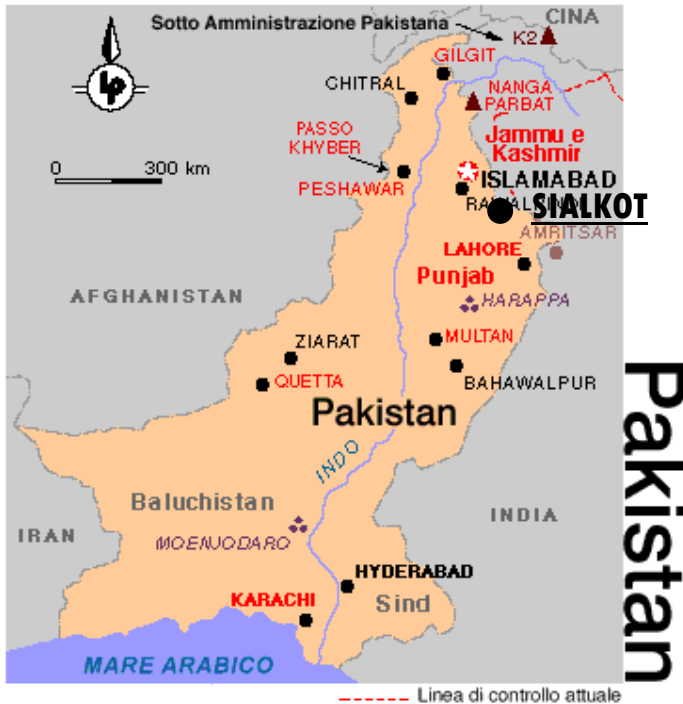 Sotto Amministrazione Pakistana
CINA
K2
GILGIT
CHITRAL
NANGA
PARBAT
PASSO
KHYBER
Jammu e
Kashmir
LP
0 300 km
PESHAWAR
ISLAMABAD
SIALKOT
AMRITSAR
LAHORE
Punjab
AFGHANISTAN
HARAPPA
ZIARAT
MULTAN
QUETTA
BAHAWALPUR
Pakistan
Pakistan
INDO
Baluchistan
INDIA
IRAN
MOENJODARO
HYDERABAD
KARACHI
Sind
MARE ARABICO
Linea di controllo attuale